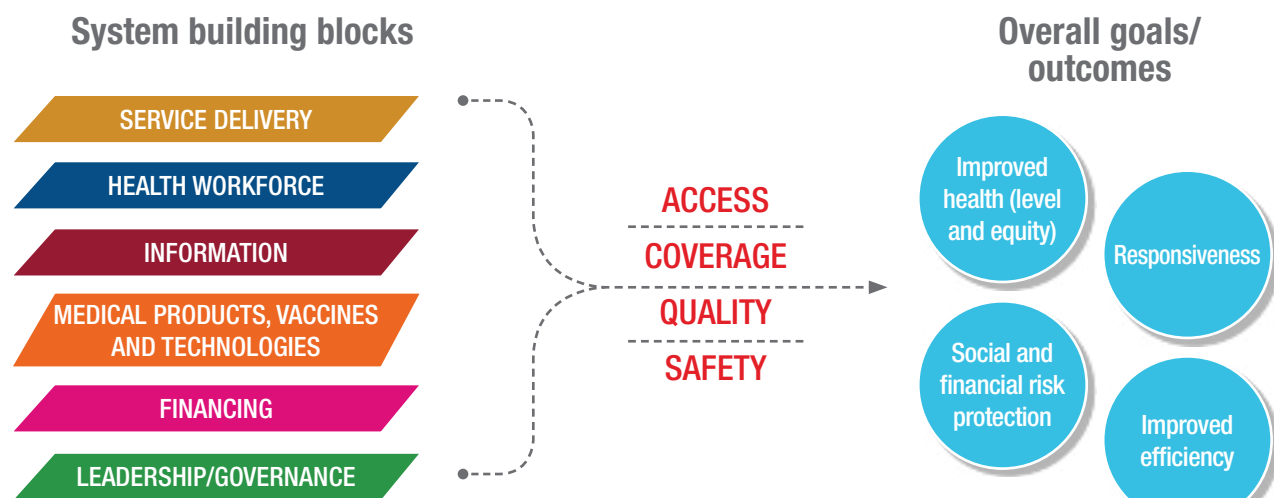 System building blocks
Overall goals/
outcomes
SERVICE DELIVERY
HEALTH WORKFORCE
INFORMATION
MEDICAL PRODUCTS, VACCINES
AND TECHNOLOGIES
FINANCING
LEADERSHIP/GOVERNANCE
ACCESS
COVERAGE
QUALITY
SAFETY
Improved
health (level
and equity)
Responsiveness
Social and
financial risk
protection
Improved
efficiency